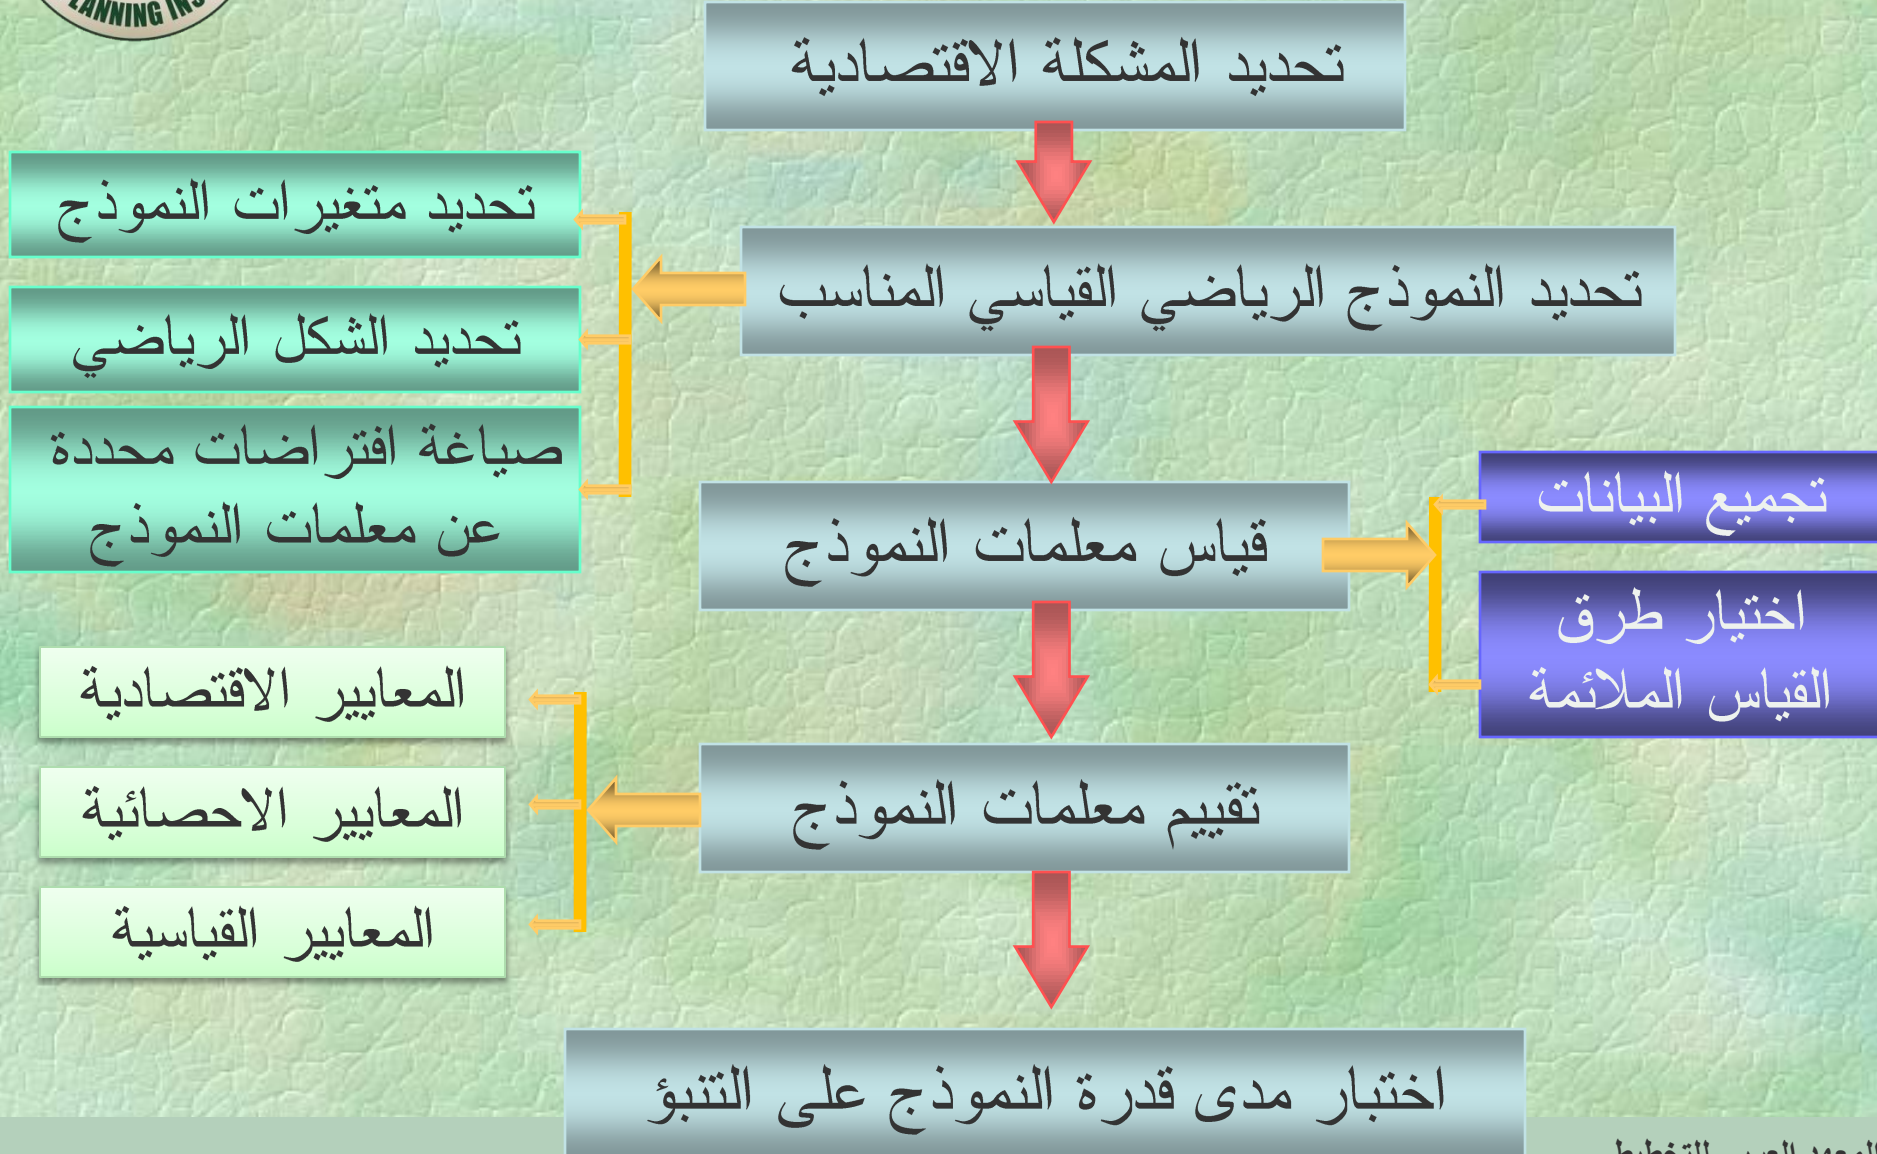 PLANNING
تحديد المشكلة الاقتصادية
تحديد النموذج الرياضي القياسي المناسب
تحديد متغيرات النموذج
تحديد الشكل الرياضي
صياغة افتراضات محددة
عن معلمات النموذج
قياس معلمات النموذج
تجميع البيانات
اختيار طرق
القياس الملائمة
تقييم معلمات النموذج
المعايير الاقتصادية
المعايير الاحصائية
المعايير القياسية
اختبار مدى قدرة النموذج على التنبؤ